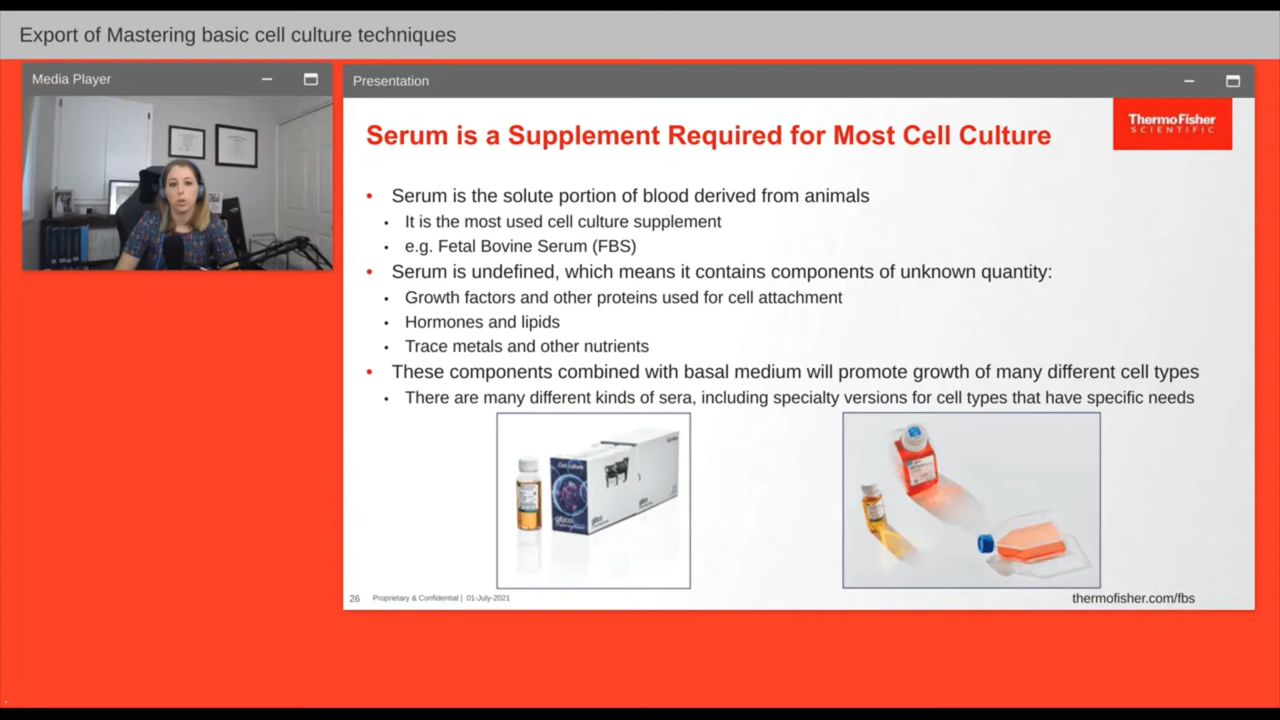 Export of Mastering basic cell culture techniques
Media Player
Presentation
Serum is a Supplement Required for Most Cell Culture
ThermoFisher
SCIENTIFIC
• Serum is the solute portion of blood derived from animals
• It is the most used cell culture supplement
• e.g. Fetal Bovine Serum (FBS)
• Serum is undefined, which means it contains components of unknown quantity:
• Growth factors and other proteins used for cell attachment
• Hormones and lipids
• Trace metals and other nutrients
• These components combined with basal medium will promote growth of many different cell types
• There are many different kinds of sera, including specialty versions for cell types that have specific needs
Cell culture
gibco
gibco
26 Proprietary & Confidential | 01-July-2021
thermofisher.com/fbs